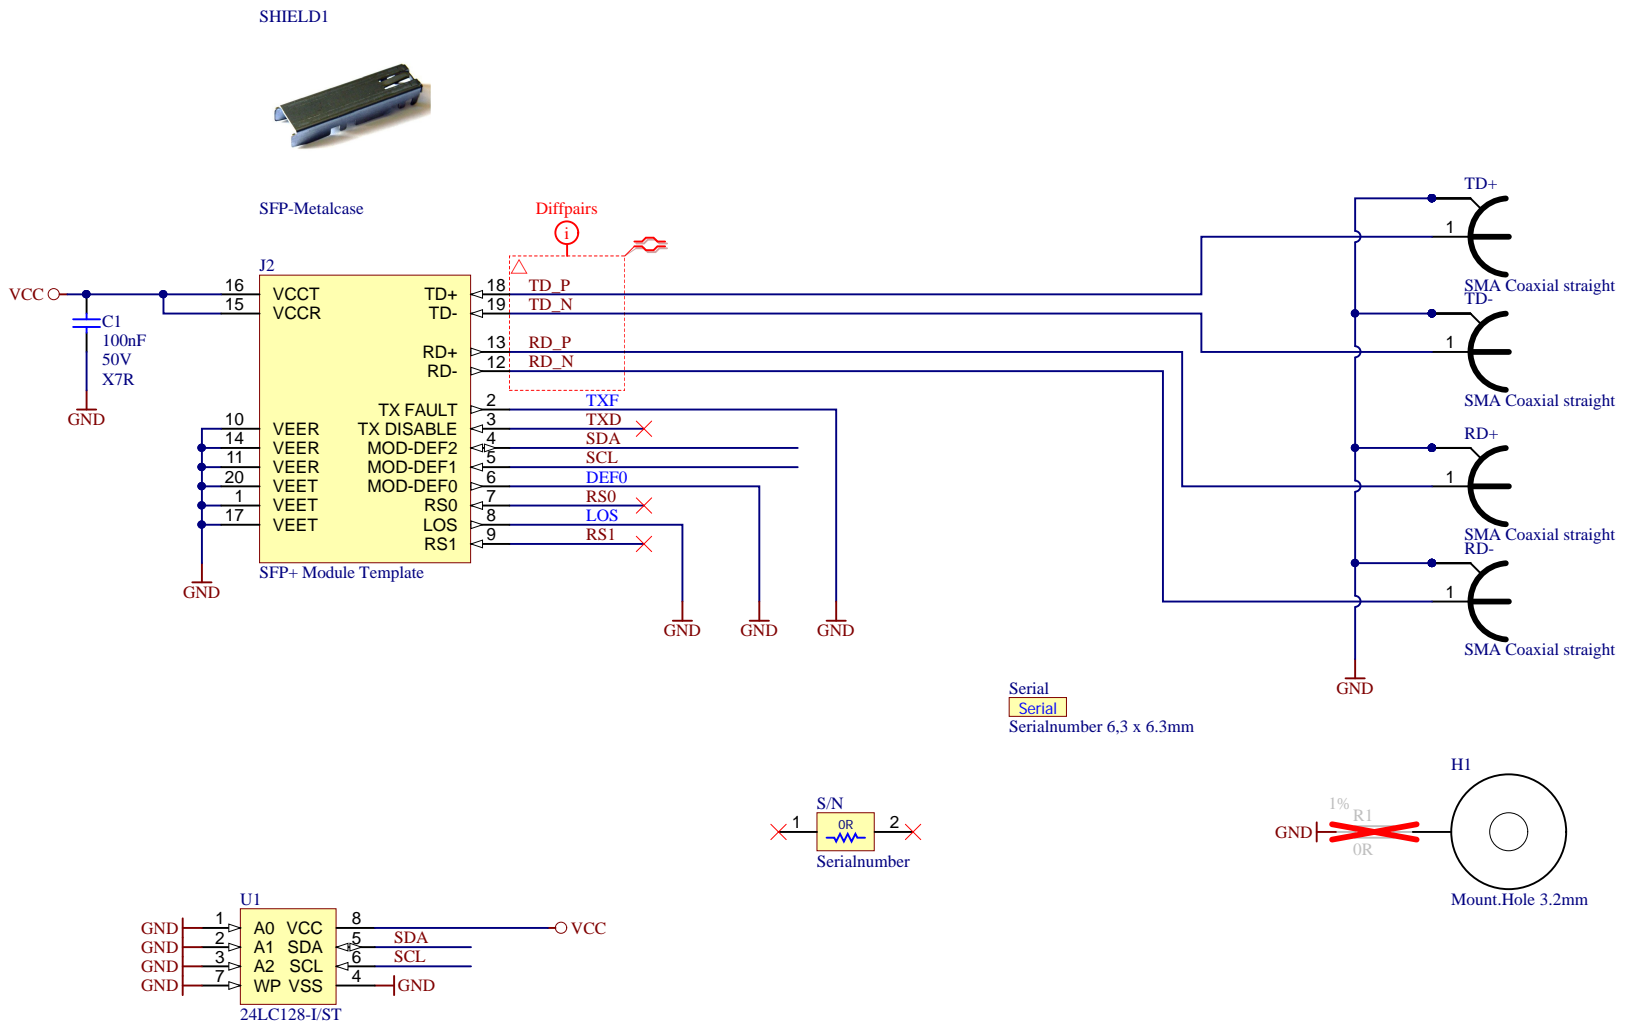 SHIELD1
SFP-Metalcase
Diffpairs
i
J2
VCC
16 VCCT
15 VCCR
C1
100nF
50V
X7R
GND
10 VEER
14 VEER
11 VEER
20 VEET
1 VEET
17 VEET
GND
TD+ 18 TD_P
TD- 19 TD_N
RD+ 13 RD_P
RD- 12 RD_N
TX FAULT 2 TXF
TX DISABLE 3 TXD
MOD-DEF2 4 SDA
MOD-DEF1 5 SCL
MOD-DEF0 6 DEF0
RS0 7 RS0
LOS 8 LOS
RS1 9 RS1
SFP+ Module Template
GND
GND
GND
TD+
1
SMA Coaxial straight
TD-
1
SMA Coaxial straight
RD+
1
SMA Coaxial straight
RD-
1
SMA Coaxial straight
GND
Serial
Serial
Serialnumber 6,3 x 6.3mm
S/N
1 0R 2
Serialnumber
H1
1%
R1
GND
0R
Mount.Hole 3.2mm
U1
GND 1 A0 VCC 8 VCC
GND 2 A1 SDA 5 SDA
GND 3 A2 SCL 6 SCL
GND 7 WP VSS 4 GND
24LC128-I/ST